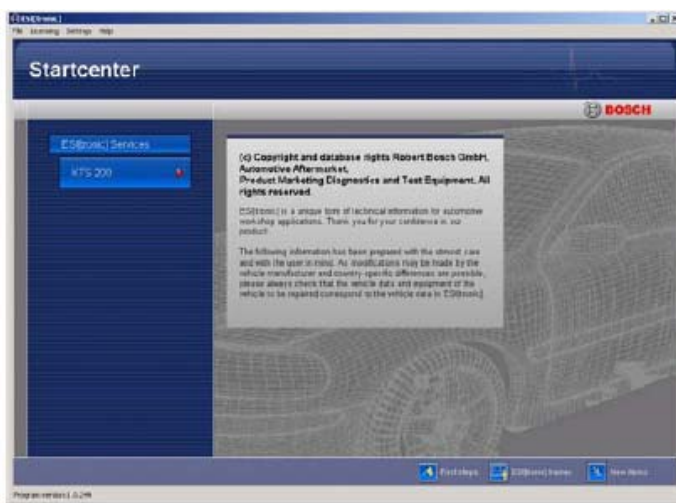 ESI[tronic]
File Licensing Settings Help
Startcenter
BOSCH
ESI[tronic] Services
KTS 200
(c) Copyright and database rights Robert Bosch GmbH,
Automotive Aftermarket,
Product Marketing Diagnostics and Test Equipment. All
rights reserved.
ESI[tronic] is a unique form of technical information for automotive
workshop applications. Thank you for your confidence in our
product.
The following information has been prepared with the utmost care
and with the user in mind. As modifications may be made by the
vehicle manufacturer and country-specific differences are possible,
please always check that the vehicle data and equipment of the
vehicle to be repaired correspond to the vehicle data in ESI[tronic].
First steps ESI[tronic] trainer New items
Program version